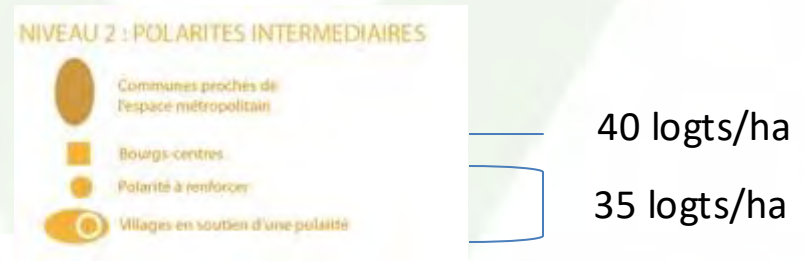 NIVEAU 2 : POLARITES INTERMEDIAIRES
Communes proches de
l'espace métropolitain
40 logts/ha
Bourgs-centres
Polarité à renforcer
35 logts/ha
Villages en soutien d'une polarité